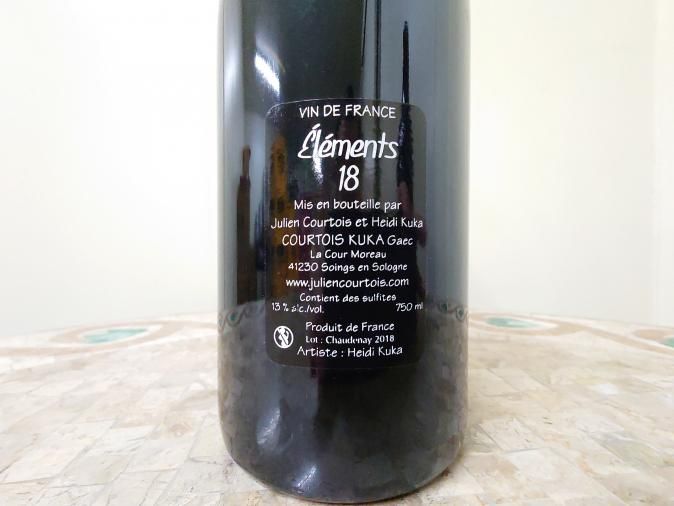 VIN DE FRANCE
Éléments
18
Mis en bouteille par
Julien Courtois et Heidi Kuka
COURTOIS KUKA Gaec
La Cour Moreau
41230 Soings en Sologne
www.juliencourtois.com
Contient des sulfites
13 % alc./vol. 750 ml
Produit de France
Lot : Chaudenay 2018
Artiste : Heidi Kuka